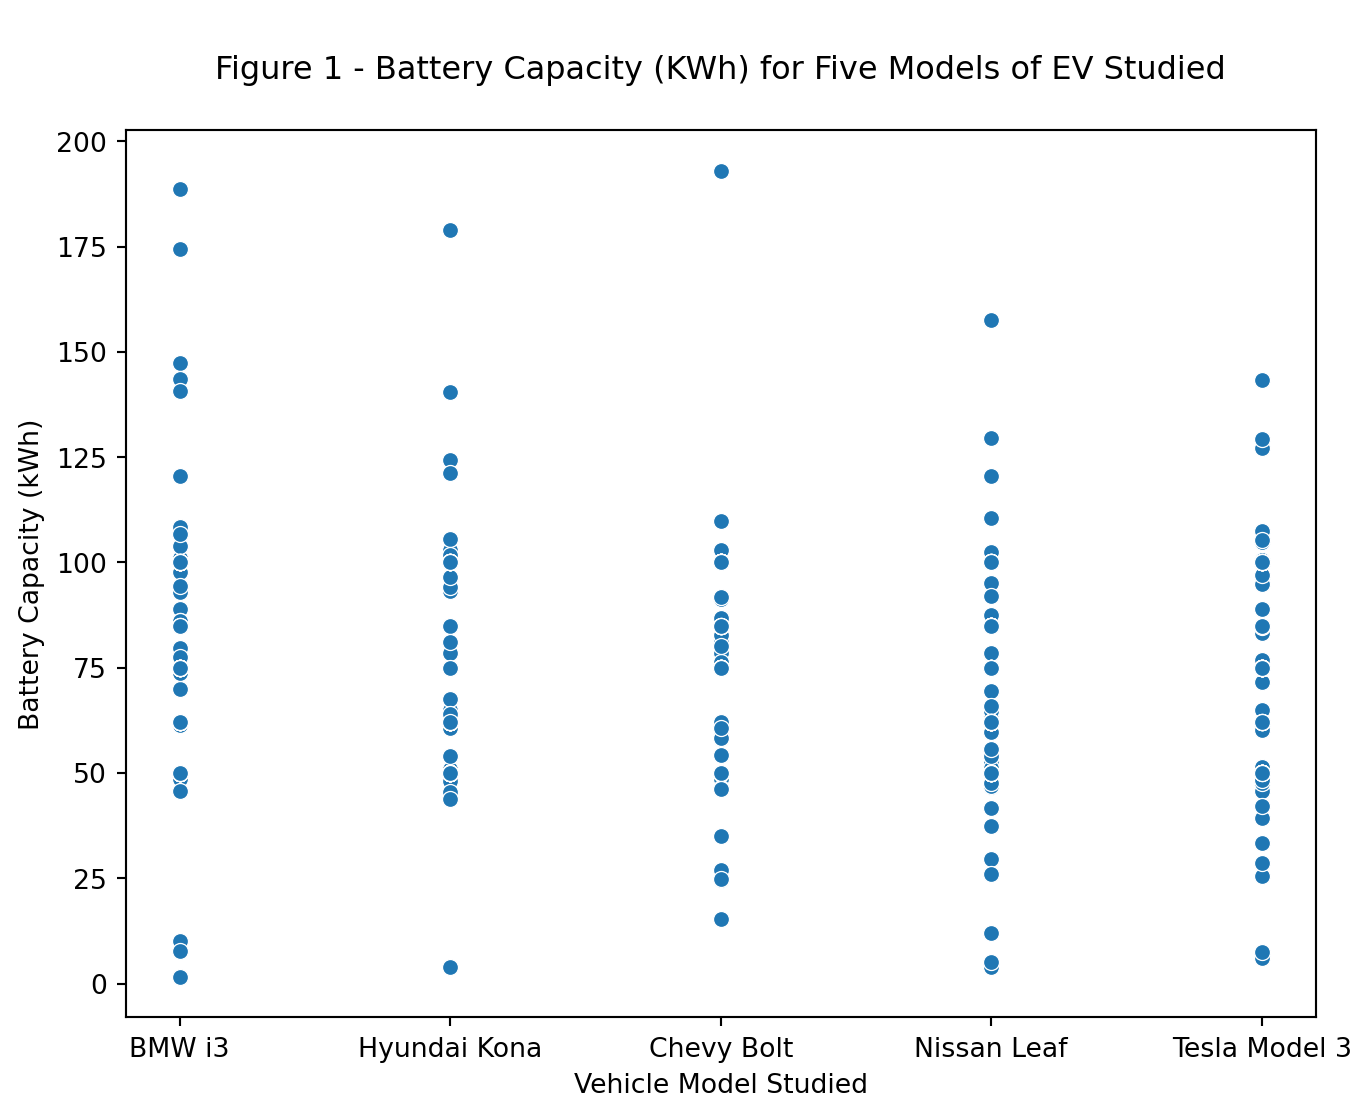 Figure 1 - Battery Capacity (KWh) for Five Models of EV Studied
200
175
150
125
100
75
50
25
0
Battery Capacity (kWh)
BMW i3 Hyundai Kona Chevy Bolt Nissan Leaf Tesla Model 3
Vehicle Model Studied